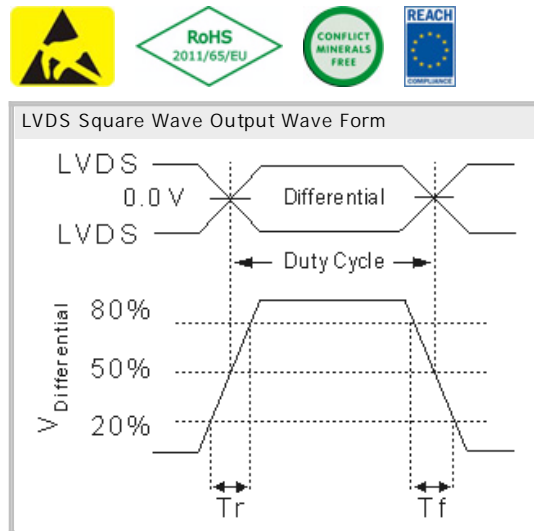 RoHS
2011/65/EU
CONFLICT
MINERALS
FREE
REACH
COMPLIANCE
LVDS Square Wave Output Wave Form
LVDS
0.0 V
Differential
LVDS
Duty Cycle
80%
50%
20%
V Differential
Tr
Tf